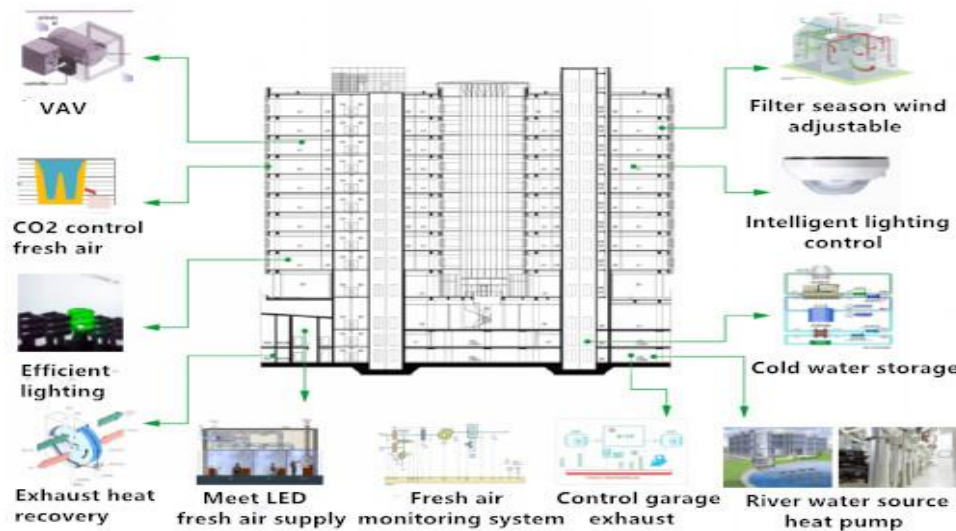 VAV
Filter season wind
adjustable
CO2 control
fresh air
Intelligent lighting
control
Efficient-
lighting
Cold water storage
Exhaust heat
recovery
Meet LED
fresh air supply
Fresh air
monitoring system
Control garage
exhaust
River water source
heat pump